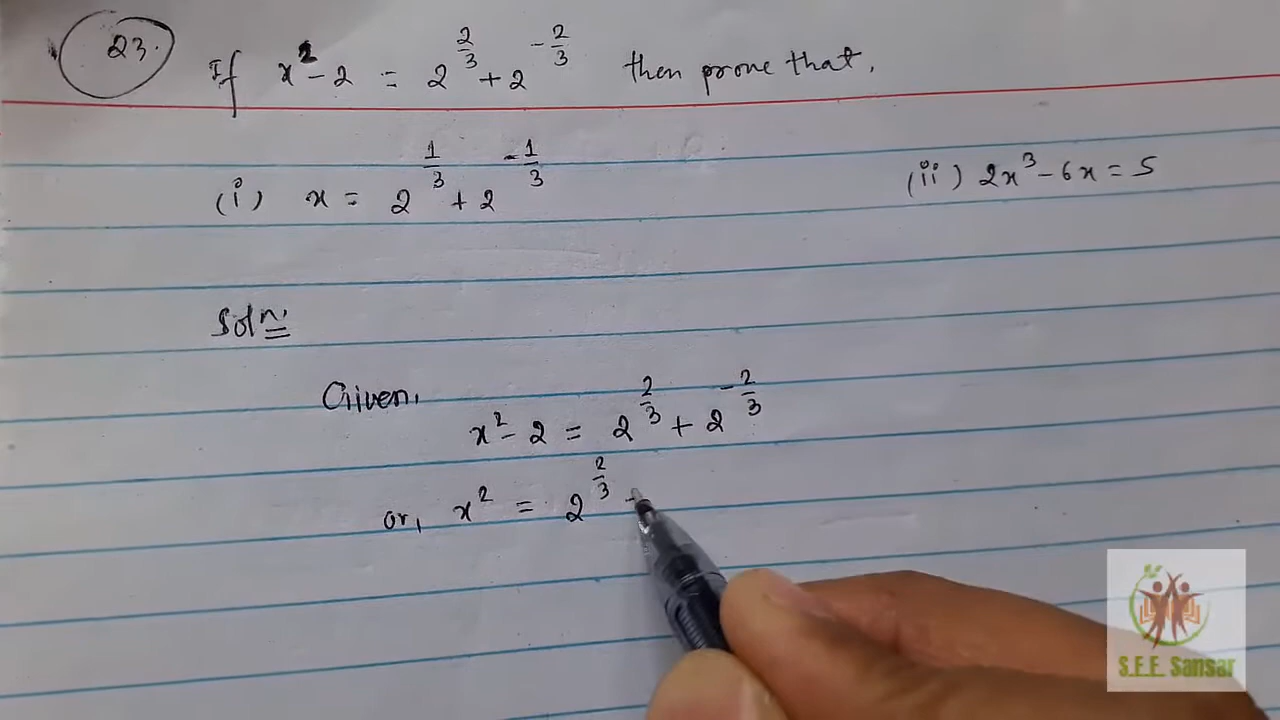 23. If x² - 2 = 2^(2/3) + 2^(-2/3) then prove that,
(i) x = 2^(1/3) + 2^(-1/3) (ii) 2x³ - 6x = 5
Soln:
Given,
x² - 2 = 2^(2/3) + 2^(-2/3)
or, x² = 2^(2/3) -
S.E.E. Sansar